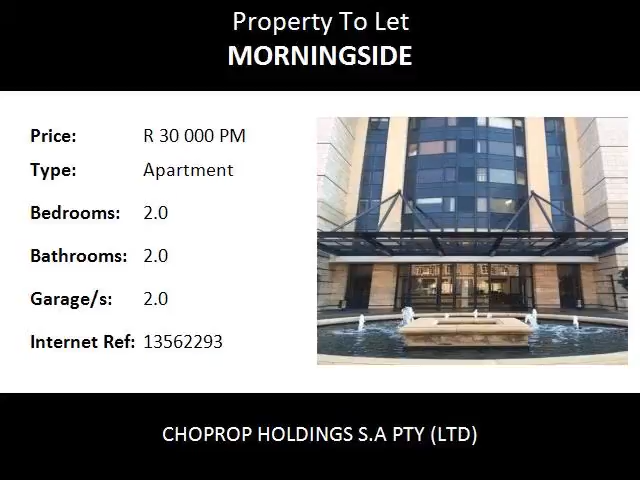 Property To Let
MORNINGSIDE
Price: R 30 000 PM
Type: Apartment
Bedrooms: 2.0
Bathrooms: 2.0
Garage/s: 2.0
Internet Ref: 13562293
CHOPROP HOLDINGS S.A PTY (LTD)